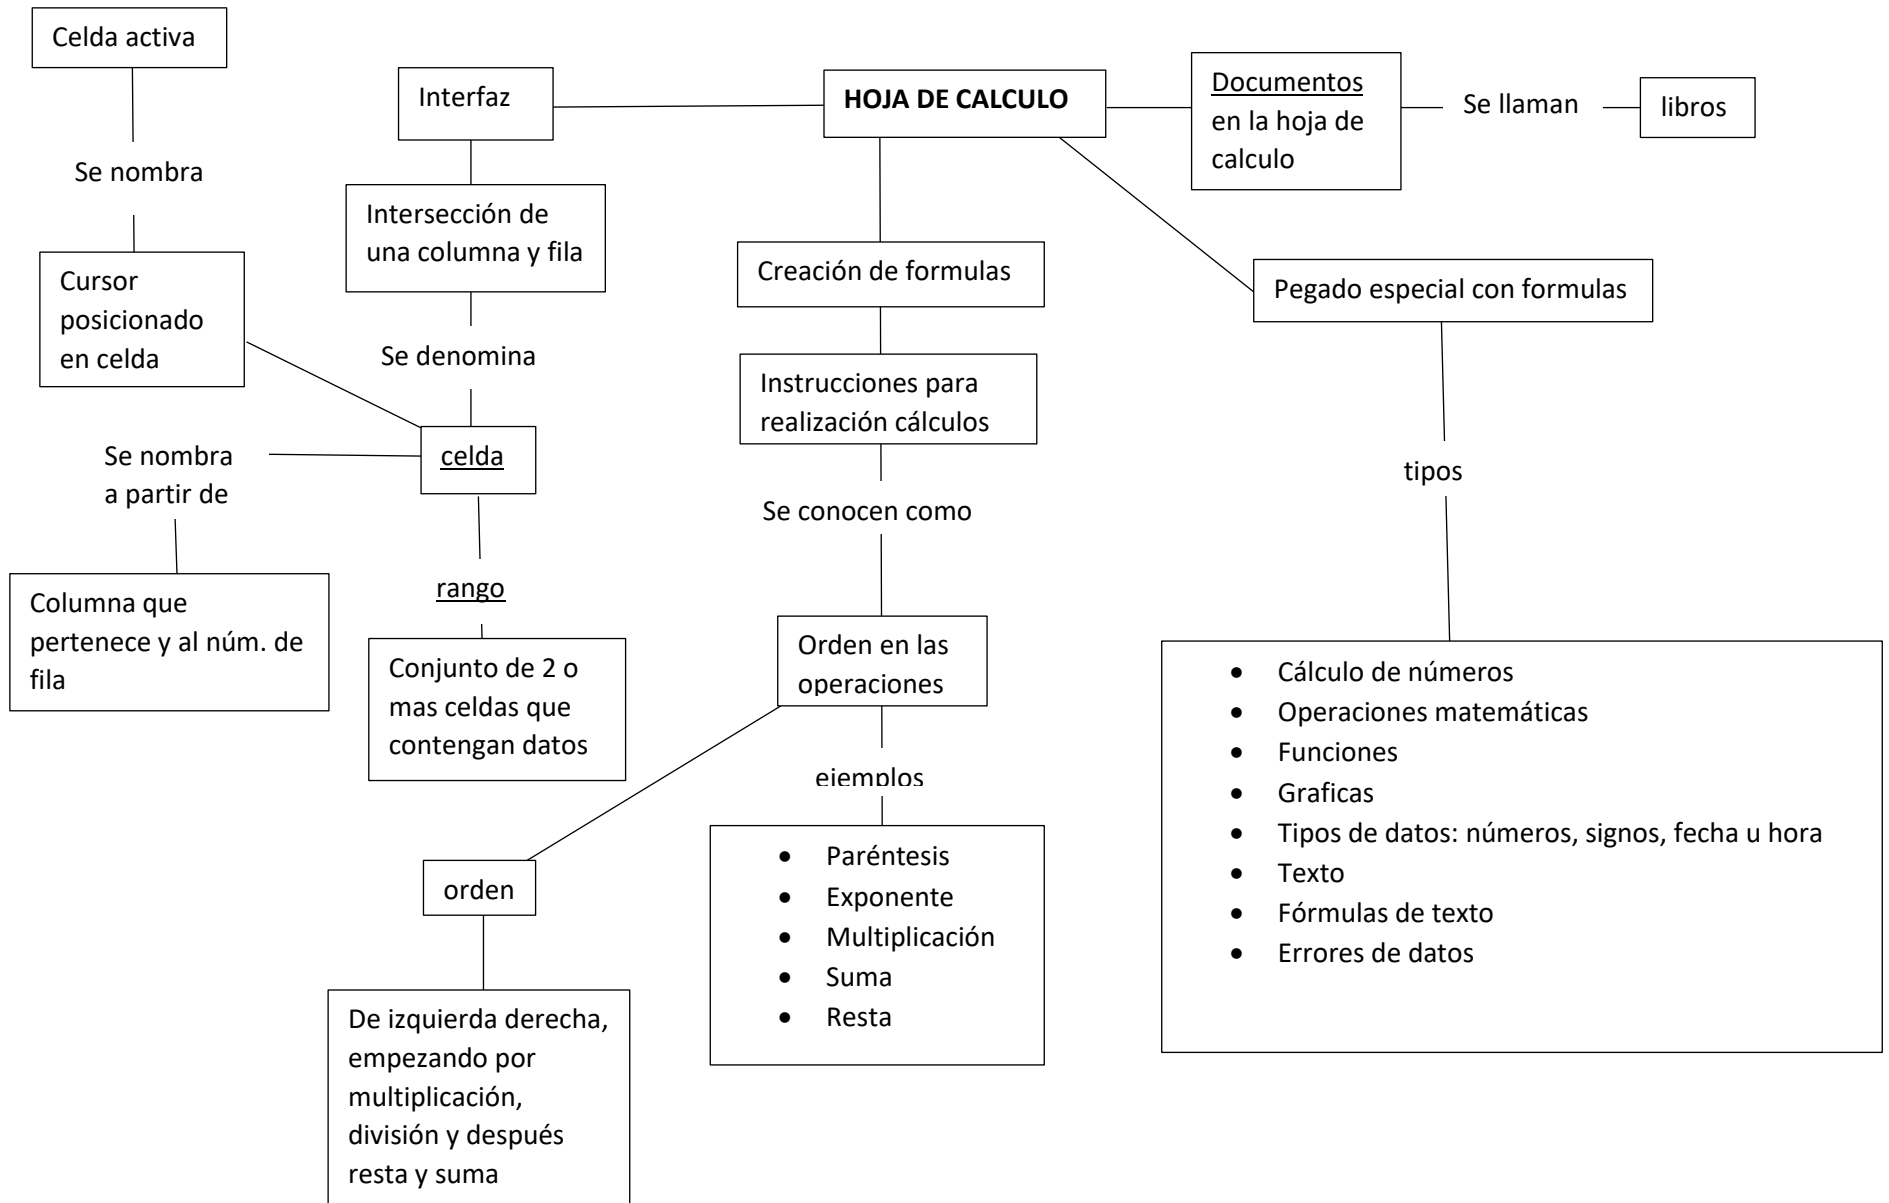 Celda activa
Se nombra
Cursor
posicionado
en celda
Interfaz
Intersección de
una columna y fila
Se denomina
celda
Se nombra
a partir de
Columna que
pertenece y al núm. de
fila
rango
Conjunto de 2 o
mas celdas que
contengan datos
HOJA DE CALCULO
Creación de formulas
Instrucciones para
realización cálculos
Se conocen como
Orden en las
operaciones
orden
De izquierda derecha,
empezando por
multiplicación,
división y después
resta y suma
ejemplos
• Paréntesis
• Exponente
• Multiplicación
• Suma
• Resta
Documentos
en la hoja de
calculo
Se llaman
libros
Pegado especial con formulas
tipos
• Cálculo de números
• Operaciones matemáticas
• Funciones
• Graficas
• Tipos de datos: números, signos, fecha u hora
• Texto
• Fórmulas de texto
• Errores de datos